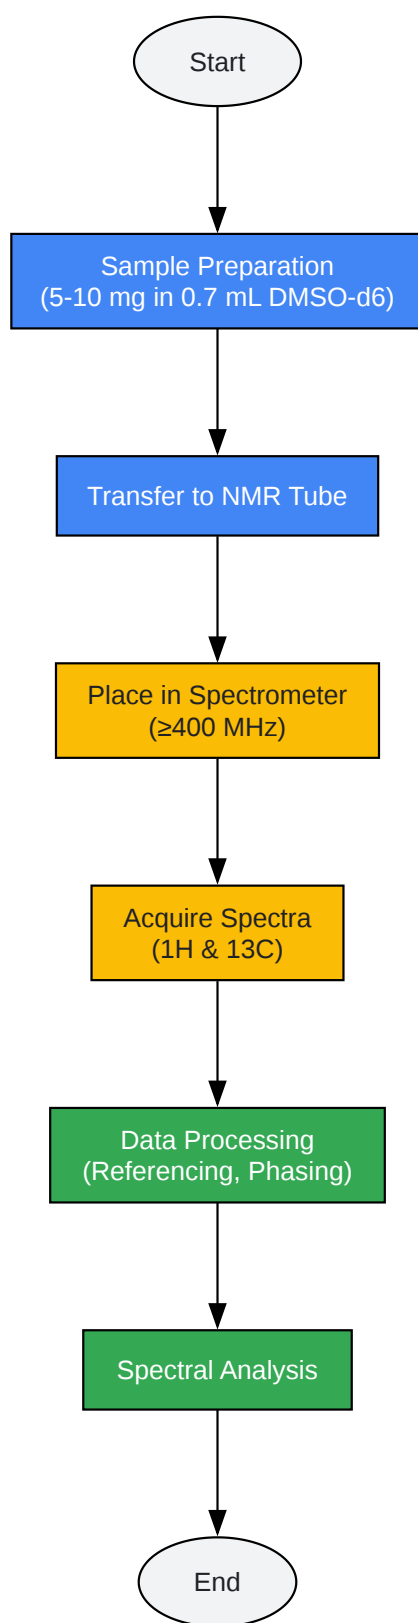 Start
Sample Preparation
(5-10 mg in 0.7 mL DMSO-d6)
Transfer to NMR Tube
Place in Spectrometer
(≥400 MHz)
Acquire Spectra
(1H & 13C)
Data Processing
(Referencing, Phasing)
Spectral Analysis
End